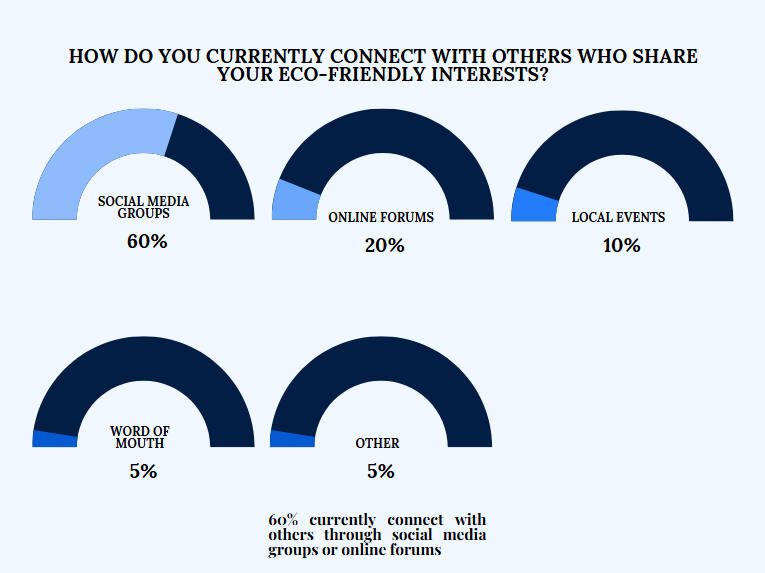 HOW DO YOU CURRENTLY CONNECT WITH OTHERS WHO SHARE
YOUR ECO-FRIENDLY INTERESTS?
SOCIAL MEDIA
GROUPS
60%
ONLINE FORUMS
20%
LOCAL EVENTS
10%
WORD OF
MOUTH
5%
OTHER
5%
60% currently connect with
others through social media
groups or online forums